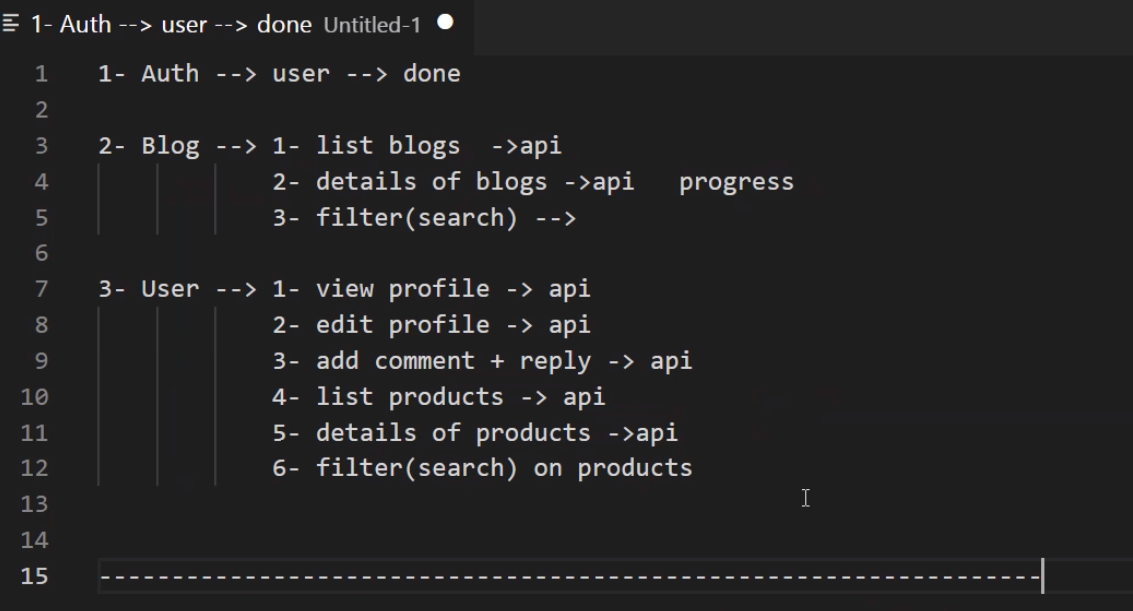 1- Auth --> user --> done Untitled-1
1 1- Auth --> user --> done
2
3 2- Blog --> 1- list blogs  ->api
4 2- details of blogs ->api   progress
5 3- filter(search) -->
6
7 3- User --> 1- view profile -> api
8 2- edit profile -> api
9 3- add comment + reply -> api
10 4- list products -> api
11 5- details of products ->api
12 6- filter(search) on products
13
14
15 -----------------------------------------------------------------